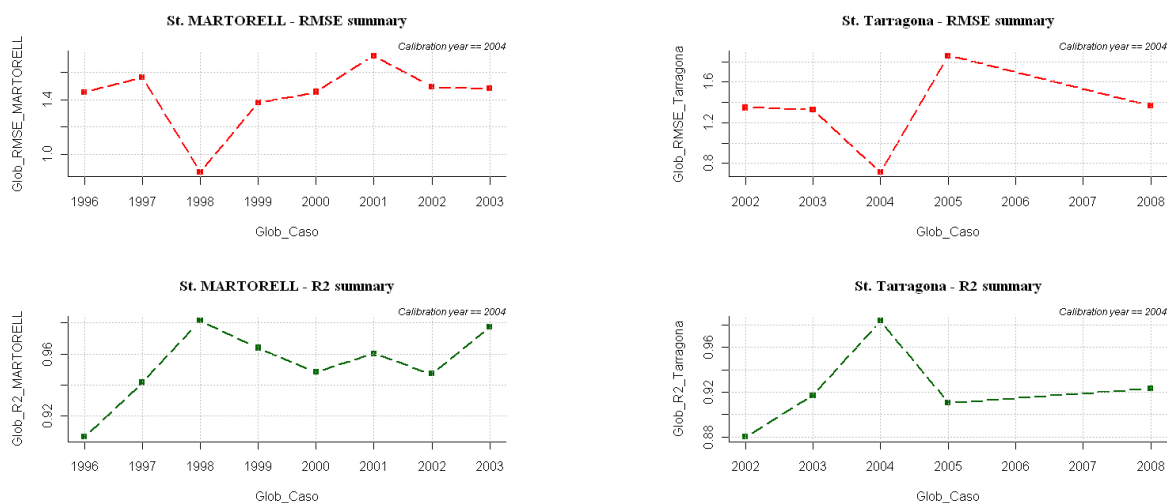 St. MARTORELL - RMSE summary
Calibration year == 2004
Glob_RMSE_MARTORELL
1.4
1.0
1996 1997 1998 1999 2000 2001 2002 2003
Glob_Caso
St. Tarragona - RMSE summary
Calibration year == 2004
Glob_RMSE_Tarragona
1.6
1.2
0.8
2002 2003 2004 2005 2006 2007 2008
Glob_Caso
St. MARTORELL - R2 summary
Calibration year == 2004
Glob_R2_MARTORELL
0.96
0.92
1996 1997 1998 1999 2000 2001 2002 2003
Glob_Caso
St. Tarragona - R2 summary
Calibration year == 2004
Glob_R2_Tarragona
0.96
0.92
0.88
2002 2003 2004 2005 2006 2007 2008
Glob_Caso